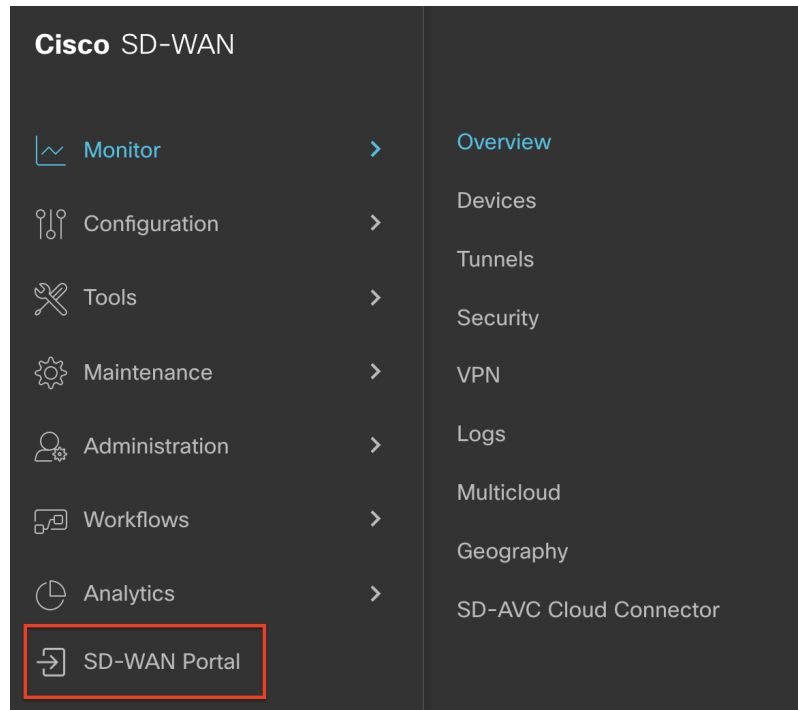 Cisco SD-WAN
Monitor
Configuration
Tools
Maintenance
Administration
Workflows
Analytics
SD-WAN Portal
Overview
Devices
Tunnels
Security
VPN
Logs
Multicloud
Geography
SD-AVC Cloud Connector